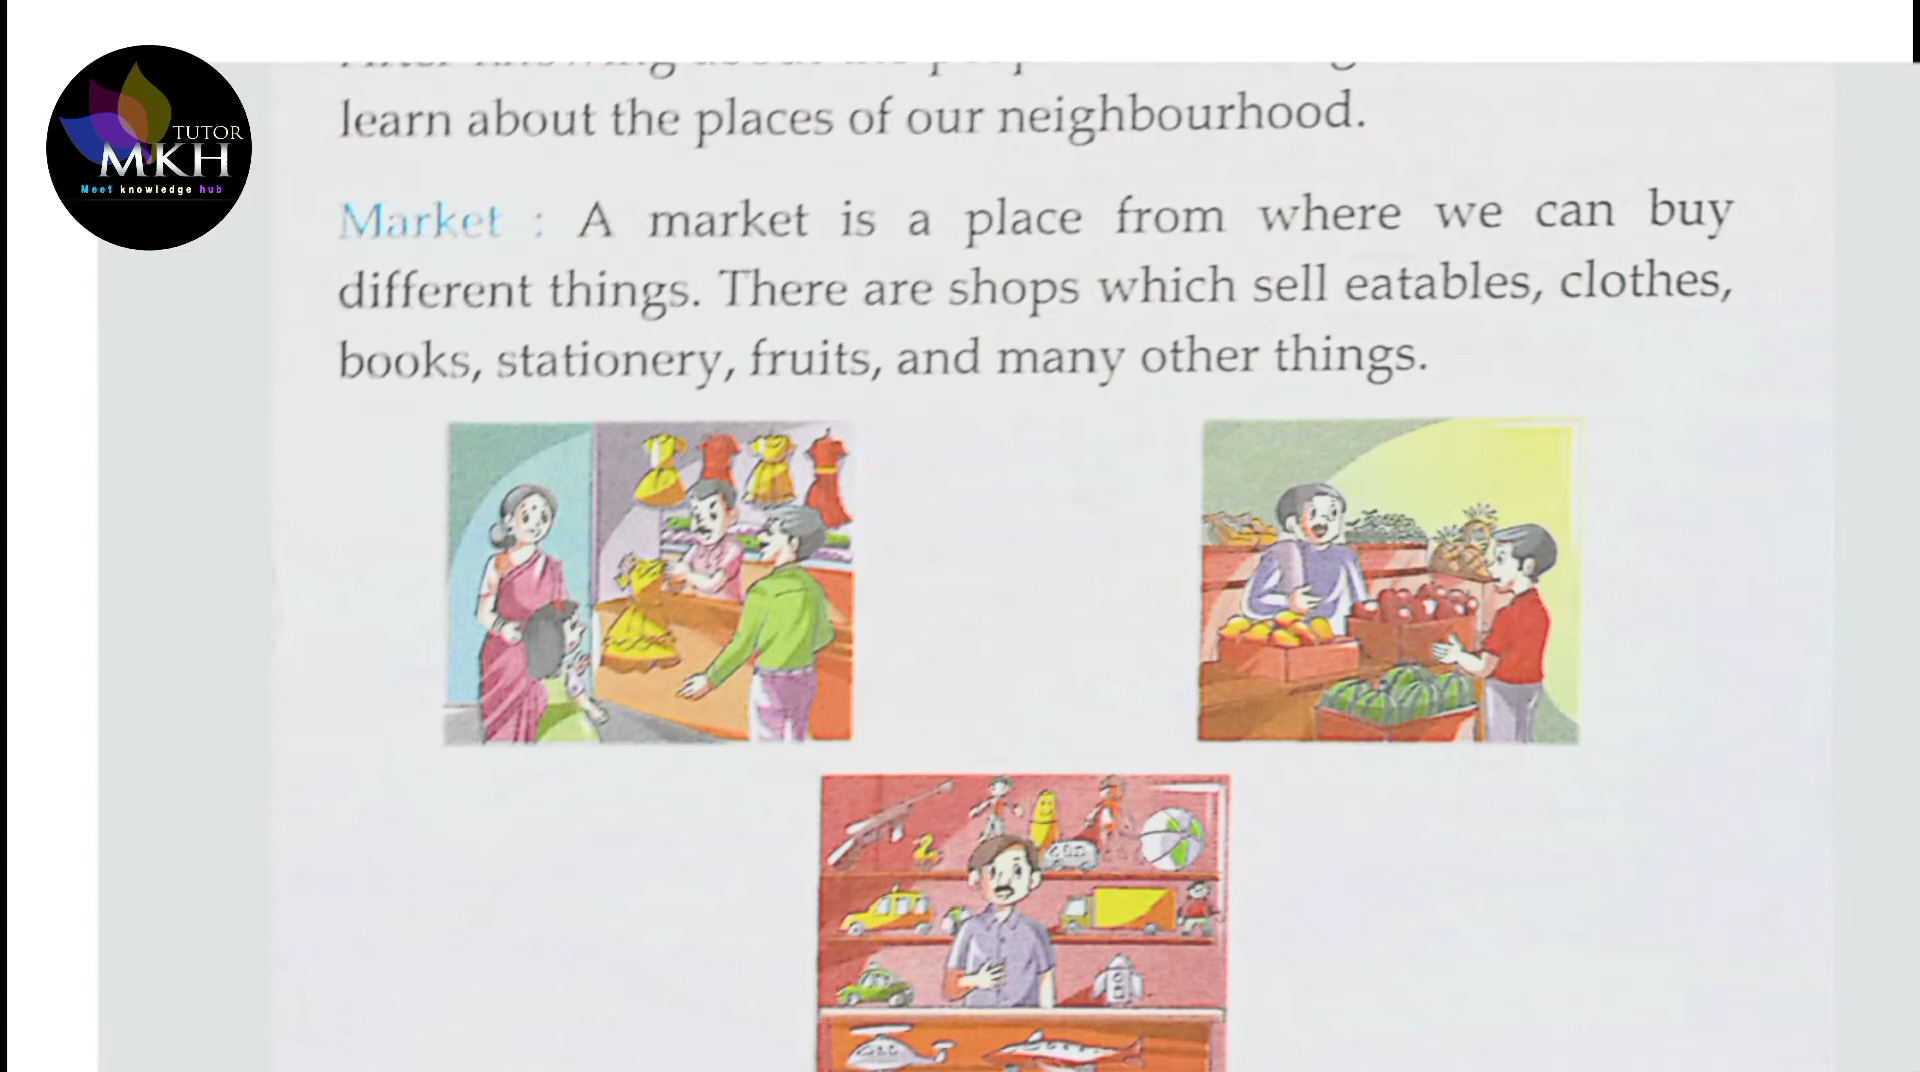 TUTOR
MKH
Meet knowledge hub
learn about the places of our neighbourhood.
Market : A market is a place from where we can buy
different things. There are shops which sell eatables, clothes,
books, stationery, fruits, and many other things.